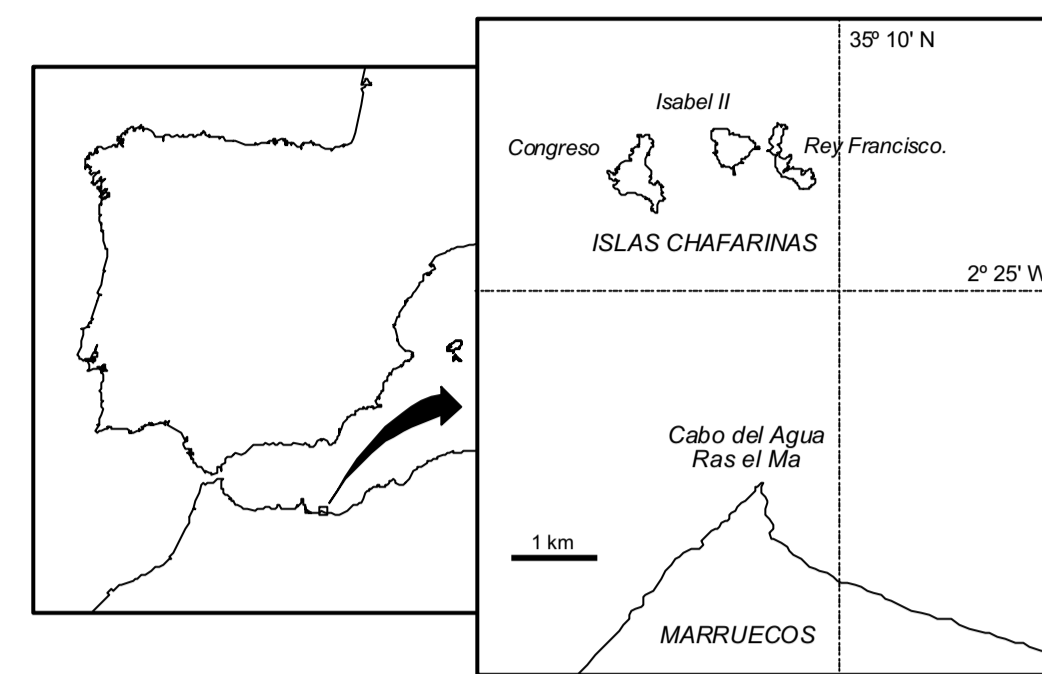 35º 10' N
Isabel II
Congreso
Rey Francisco.
ISLAS CHAFARINAS
2º 25' W
Cabo del Agua
Ras el Ma
1 km
MARRUECOS